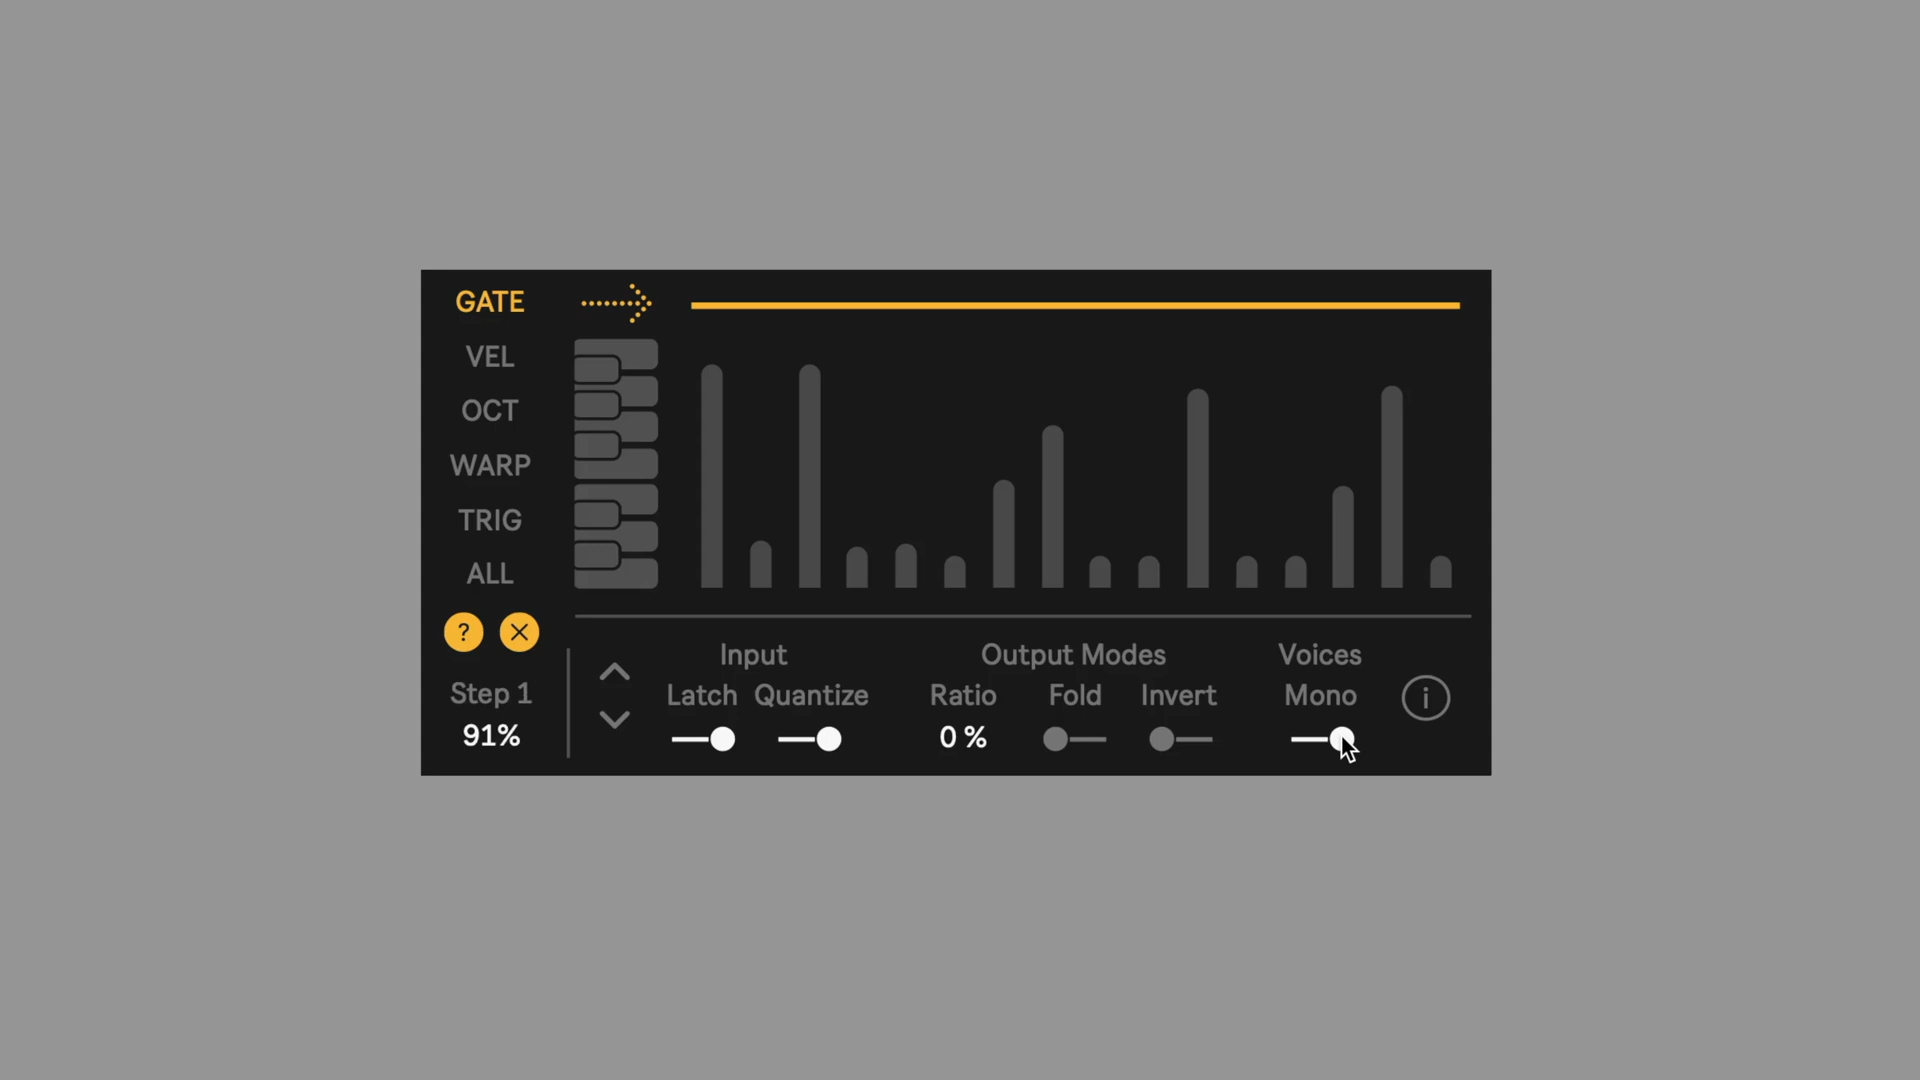 GATE
VEL
OCT
WARP
TRIG
ALL
?
Step 1
91%
Input
Latch Quantize
Output Modes
Ratio Fold Invert
0 %
Voices
Mono
i